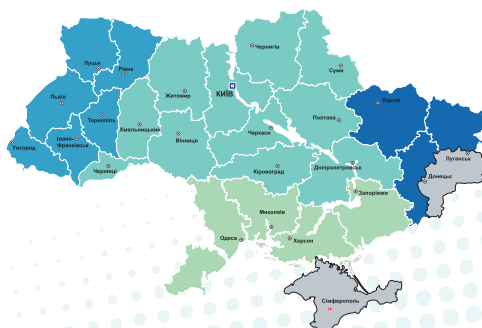 Чернигів
Суми
Луцьк
Рівне
КИЇВ
Житомир
Харків
Львів
Тернопіль
Полтава
Хмельницький
Черкаси
Вінниця
Івано-
Франківськ
Ужгород
Луганськ
Чернівці
Кіровоград
Дніпропетровськ
Донецьк
Запоріжжя
Миколаїв
Одеса
Херсон
Сімферополь